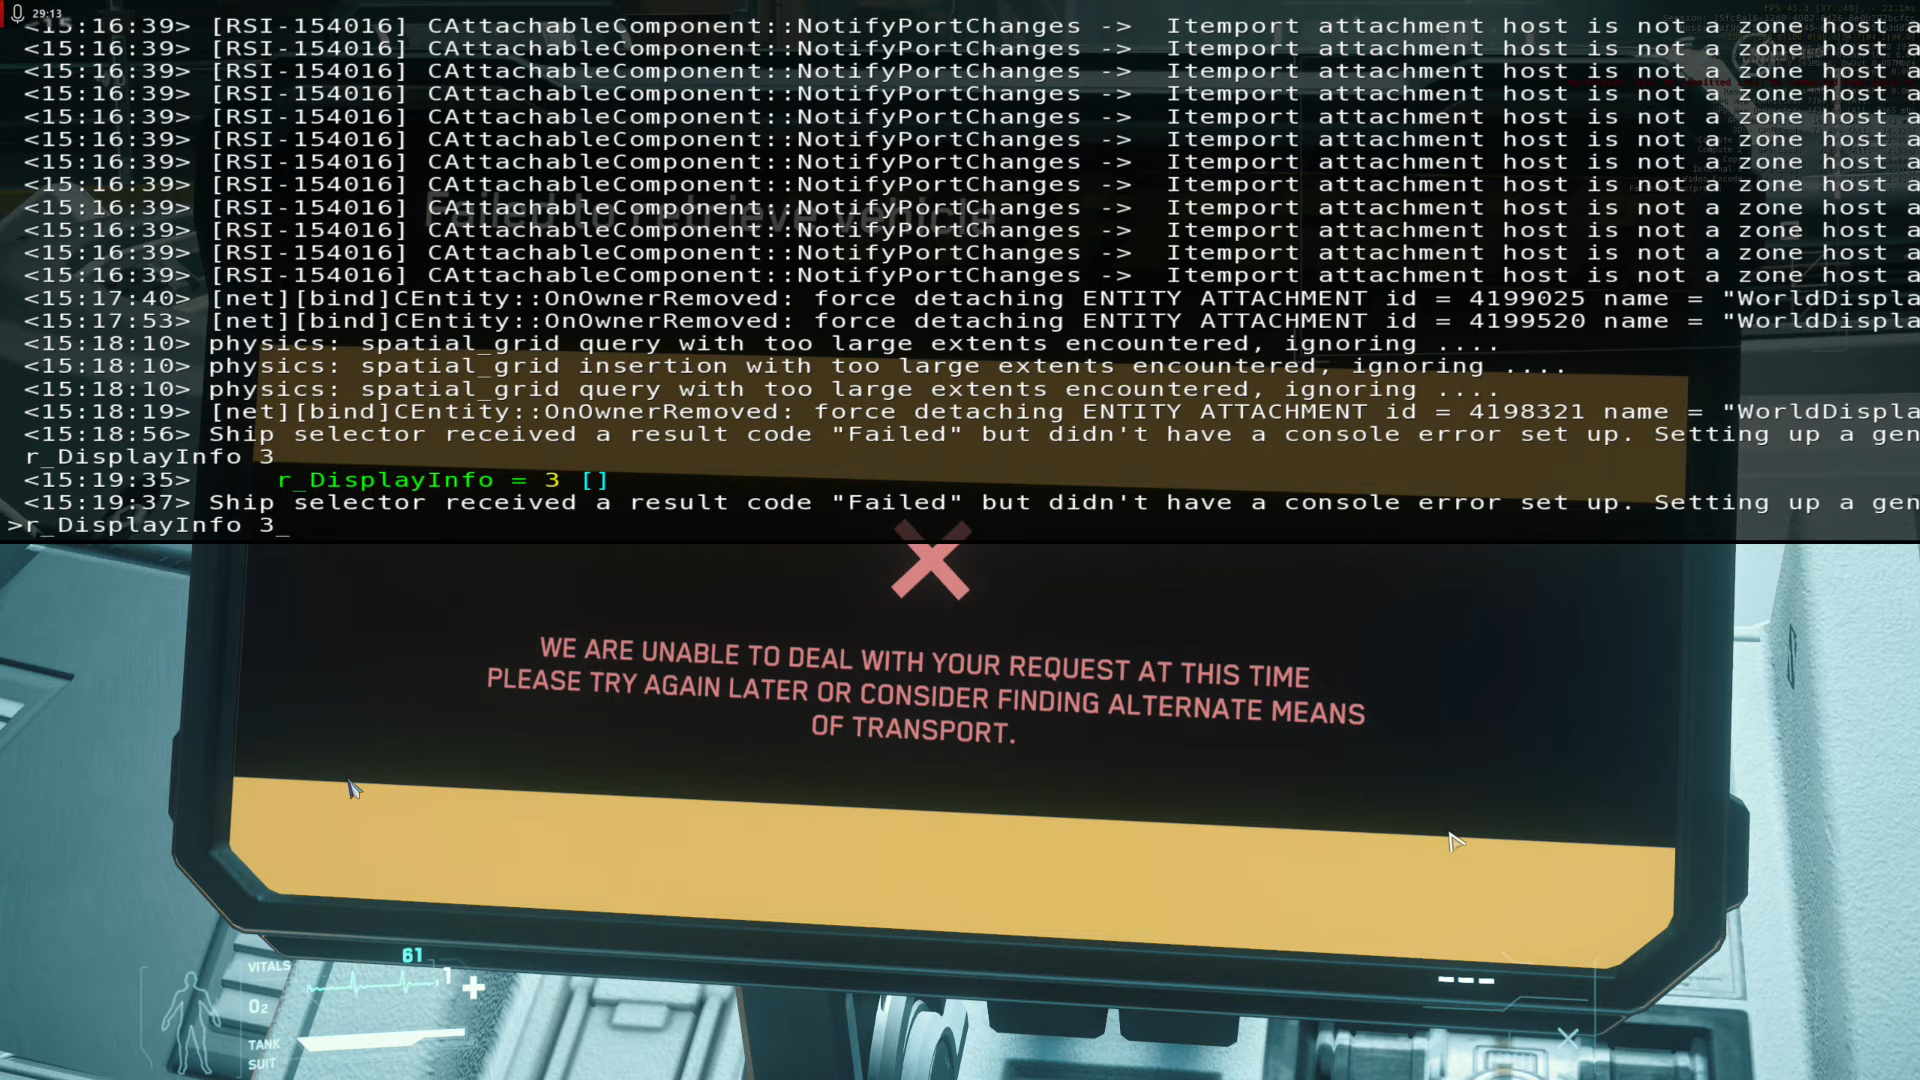 29:13
<15:16:39> [RSI-154016] CAttachableComponent::NotifyPortChanges -> Itemport attachment host is not a zone host a
<15:16:39> [RSI-154016] CAttachableComponent::NotifyPortChanges -> Itemport attachment host is not a zone host a
<15:16:39> [RSI-154016] CAttachableComponent::NotifyPortChanges -> Itemport attachment host is not a zone host a
<15:16:39> [RSI-154016] CAttachableComponent::NotifyPortChanges -> Itemport attachment host is not a zone host a
<15:16:39> [RSI-154016] CAttachableComponent::NotifyPortChanges -> Itemport attachment host is not a zone host a
<15:16:39> [RSI-154016] CAttachableComponent::NotifyPortChanges -> Itemport attachment host is not a zone host a
<15:16:39> [RSI-154016] CAttachableComponent::NotifyPortChanges -> Itemport attachment host is not a zone host a
<15:16:39> [RSI-154016] CAttachableComponent::NotifyPortChanges -> Itemport attachment host is not a zone host a
<15:16:39> [RSI-154016] CAttachableComponent::NotifyPortChanges -> Itemport attachment host is not a zone host a
<15:16:39> [RSI-154016] CAttachableComponent::NotifyPortChanges -> Itemport attachment host is not a zone host a
<15:16:39> [RSI-154016] CAttachableComponent::NotifyPortChanges -> Itemport attachment host is not a zone host a
<15:16:39> [RSI-154016] CAttachableComponent::NotifyPortChanges -> Itemport attachment host is not a zone host a
<15:17:40> [net][bind]CEntity::OnOwnerRemoved: force detaching ENTITY ATTACHMENT id = 4199025 name = "WorldDispla
<15:17:53> [net][bind]CEntity::OnOwnerRemoved: force detaching ENTITY ATTACHMENT id = 4199520 name = "WorldDispla
<15:18:10> physics: spatial_grid query with too large extents encountered, ignoring ....
<15:18:10> physics: spatial_grid insertion with too large extents encountered, ignoring ....
<15:18:10> physics: spatial_grid query with too large extents encountered, ignoring ....
<15:18:19> [net][bind]CEntity::OnOwnerRemoved: force detaching ENTITY ATTACHMENT id = 4198321 name = "WorldDispla
<15:18:56> Ship selector received a result code "Failed" but didn't have a console error set up. Setting up a gen
r_DisplayInfo 3
<15:19:35> r_DisplayInfo = 3 []
<15:19:37> Ship selector received a result code "Failed" but didn't have a console error set up. Setting up a gen
>r_DisplayInfo 3_
Failed to retrieve vehicle
WE ARE UNABLE TO DEAL WITH YOUR REQUEST AT THIS TIME
PLEASE TRY AGAIN LATER OR CONSIDER FINDING ALTERNATE MEANS
OF TRANSPORT.
61
VITALS
1
O2
TANK
SUIT